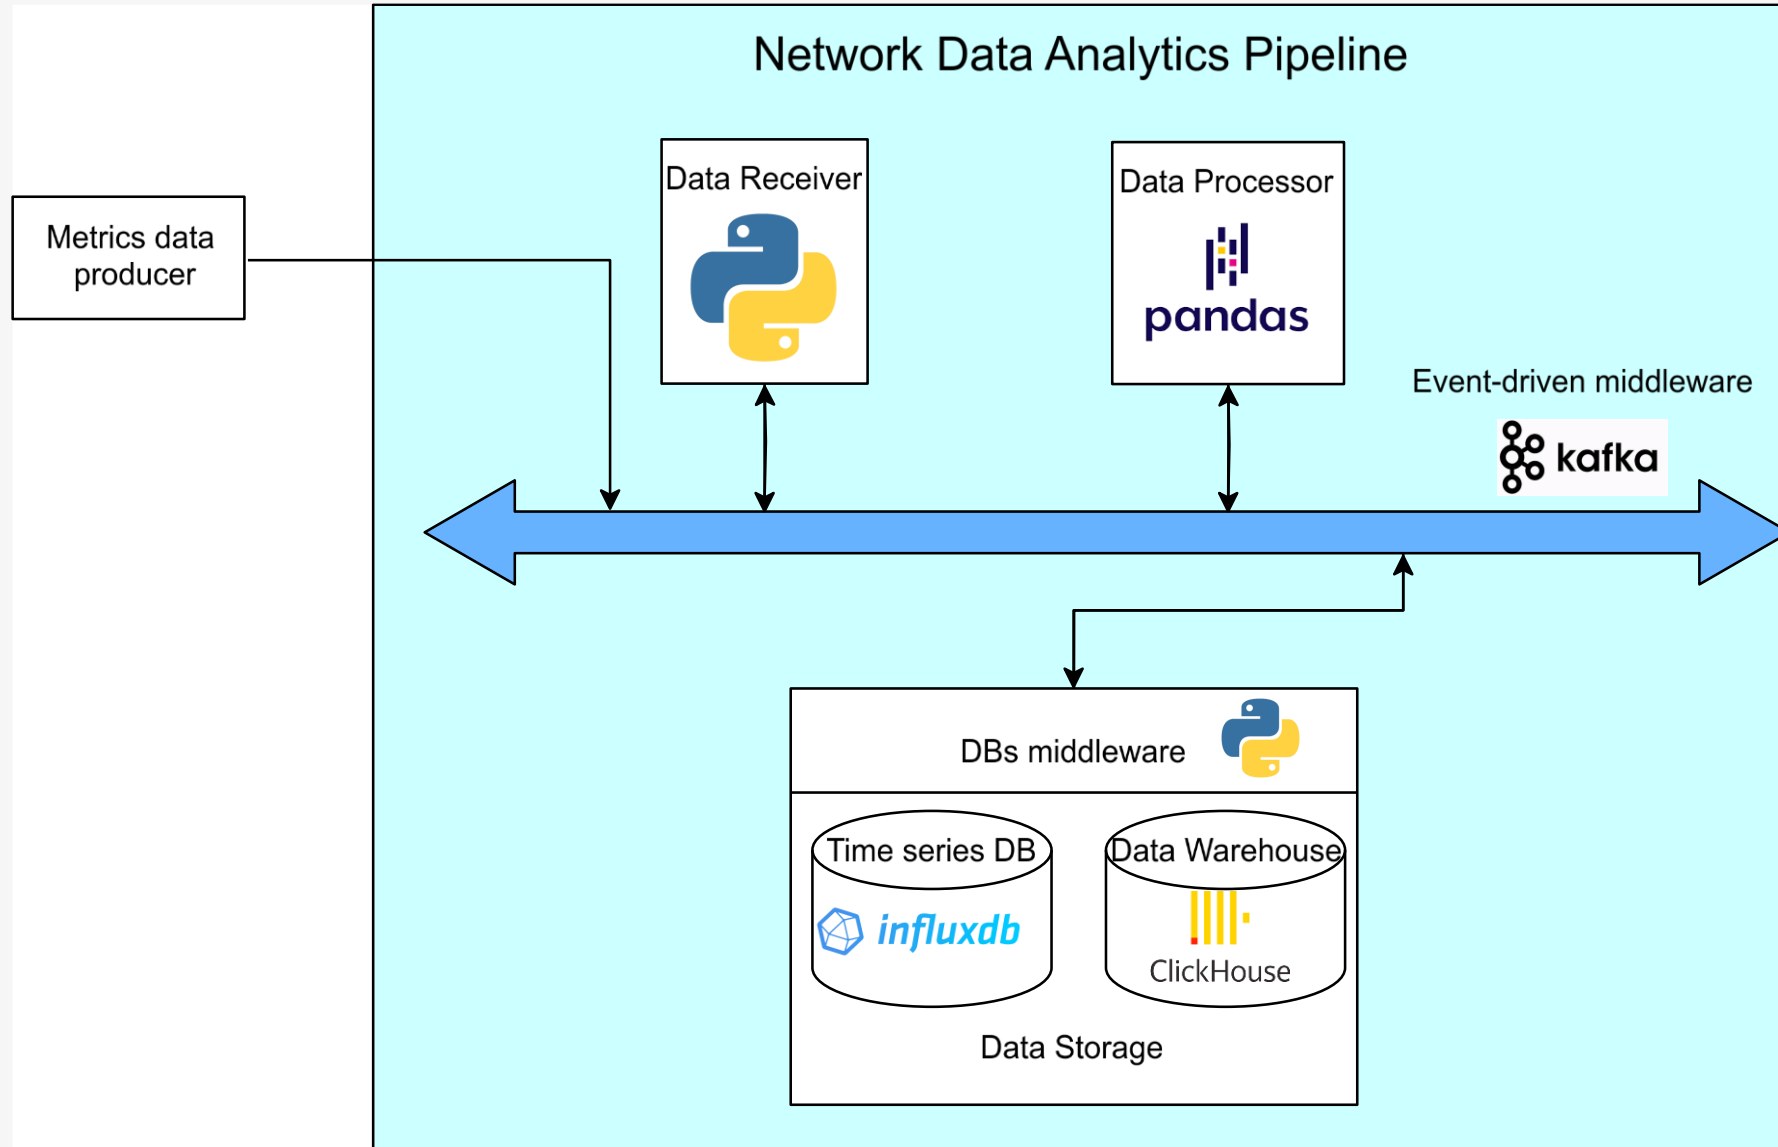 Network Data Analytics Pipeline
Metrics data
producer
Data Receiver
Data Processor
pandas
Event-driven middleware
kafka
DBs middleware
Time series DB
influxdb
Data Warehouse
ClickHouse
Data Storage